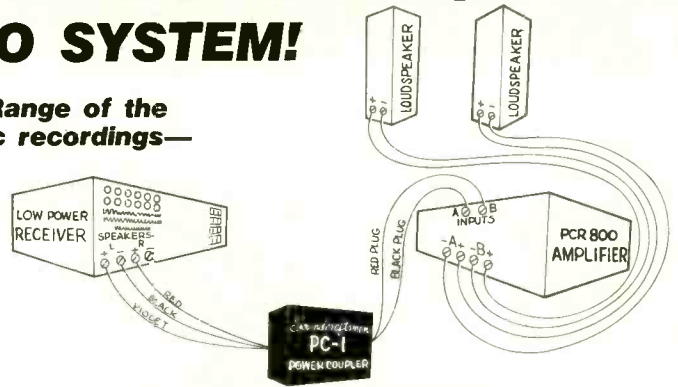 O SYSTEM!
Range of the
c recordings—
LOUDSPEAKER
+ -
LOUDSPEAKER
+ -
LOW POWER
RECEIVER
SPEAKERS
L R
+ - +
RED
BLACK
VIOLET
RED PLUG
BLACK PLUG
A B
INPUTS
-A+ -B+
PCR 800
AMPLIFIER
Soundcraftsmen
PC-1
POWER COUPLER